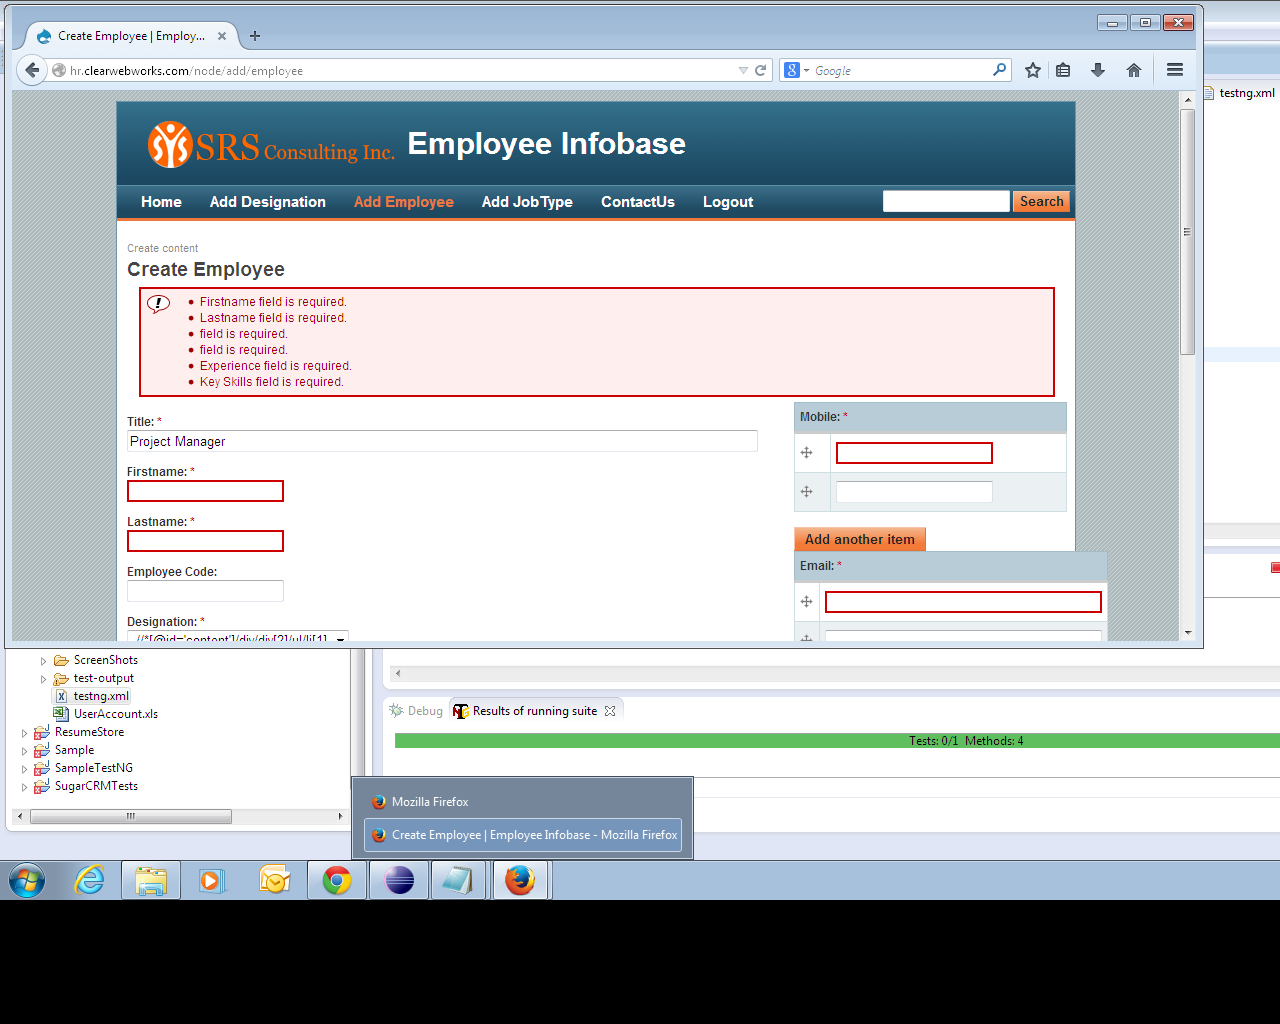 Create Employee | Employ...
hr.clearwebworks.com/node/add/employee
Google
testng.xml
SRS Consulting Inc. Employee Infobase
Home Add Designation Add Employee Add JobType ContactUs Logout Search
Create content
Create Employee
Firstname field is required.
Lastname field is required.
field is required.
field is required.
Experience field is required.
Key Skills field is required.
Title: *
Project Manager
Firstname: *
Lastname: *
Employee Code:
Designation: *
//*[@id='content']/div/div[2]/ul/li[1]
Mobile: *
Add another item
Email: *
ScreenShots
test-output
testng.xml
UserAccount.xls
ResumeStore
Sample
SampleTestNG
SugarCRMTests
Debug Results of running suite
Tests: 0/1 Methods: 4
Mozilla Firefox
Create Employee | Employee Infobase - Mozilla Firefox